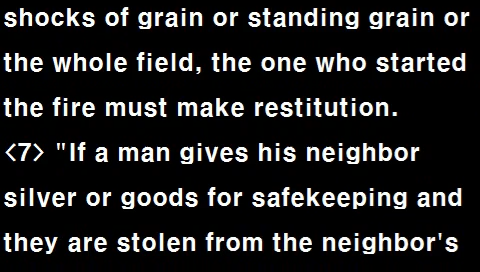 shocks of grain or standing grain or
the whole field, the one who started
the fire must make restitution.
<7> "If a man gives his neighbor
silver or goods for safekeeping and
they are stolen from the neighbor's